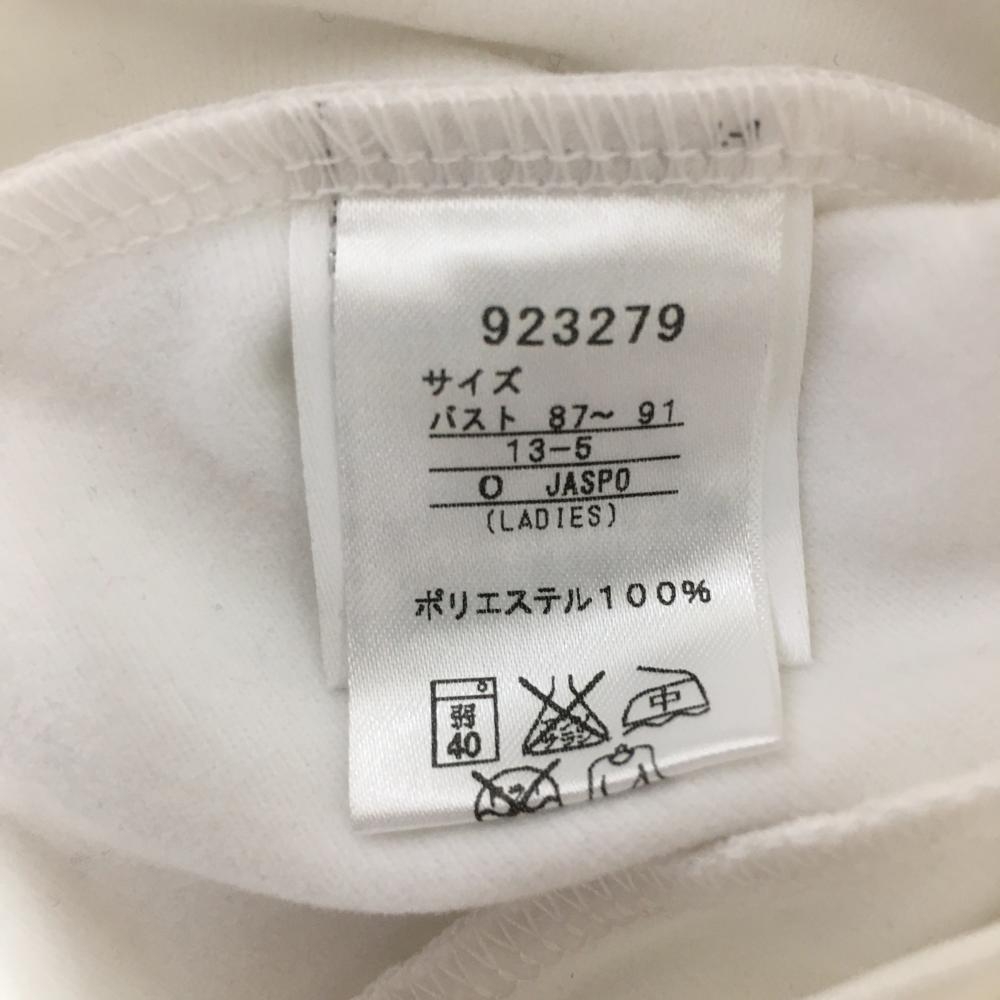 923279
サイズ
バスト 87~ 91
13-5
O JASPO
(LADIES)
ポリエステル100%
弱
40
中